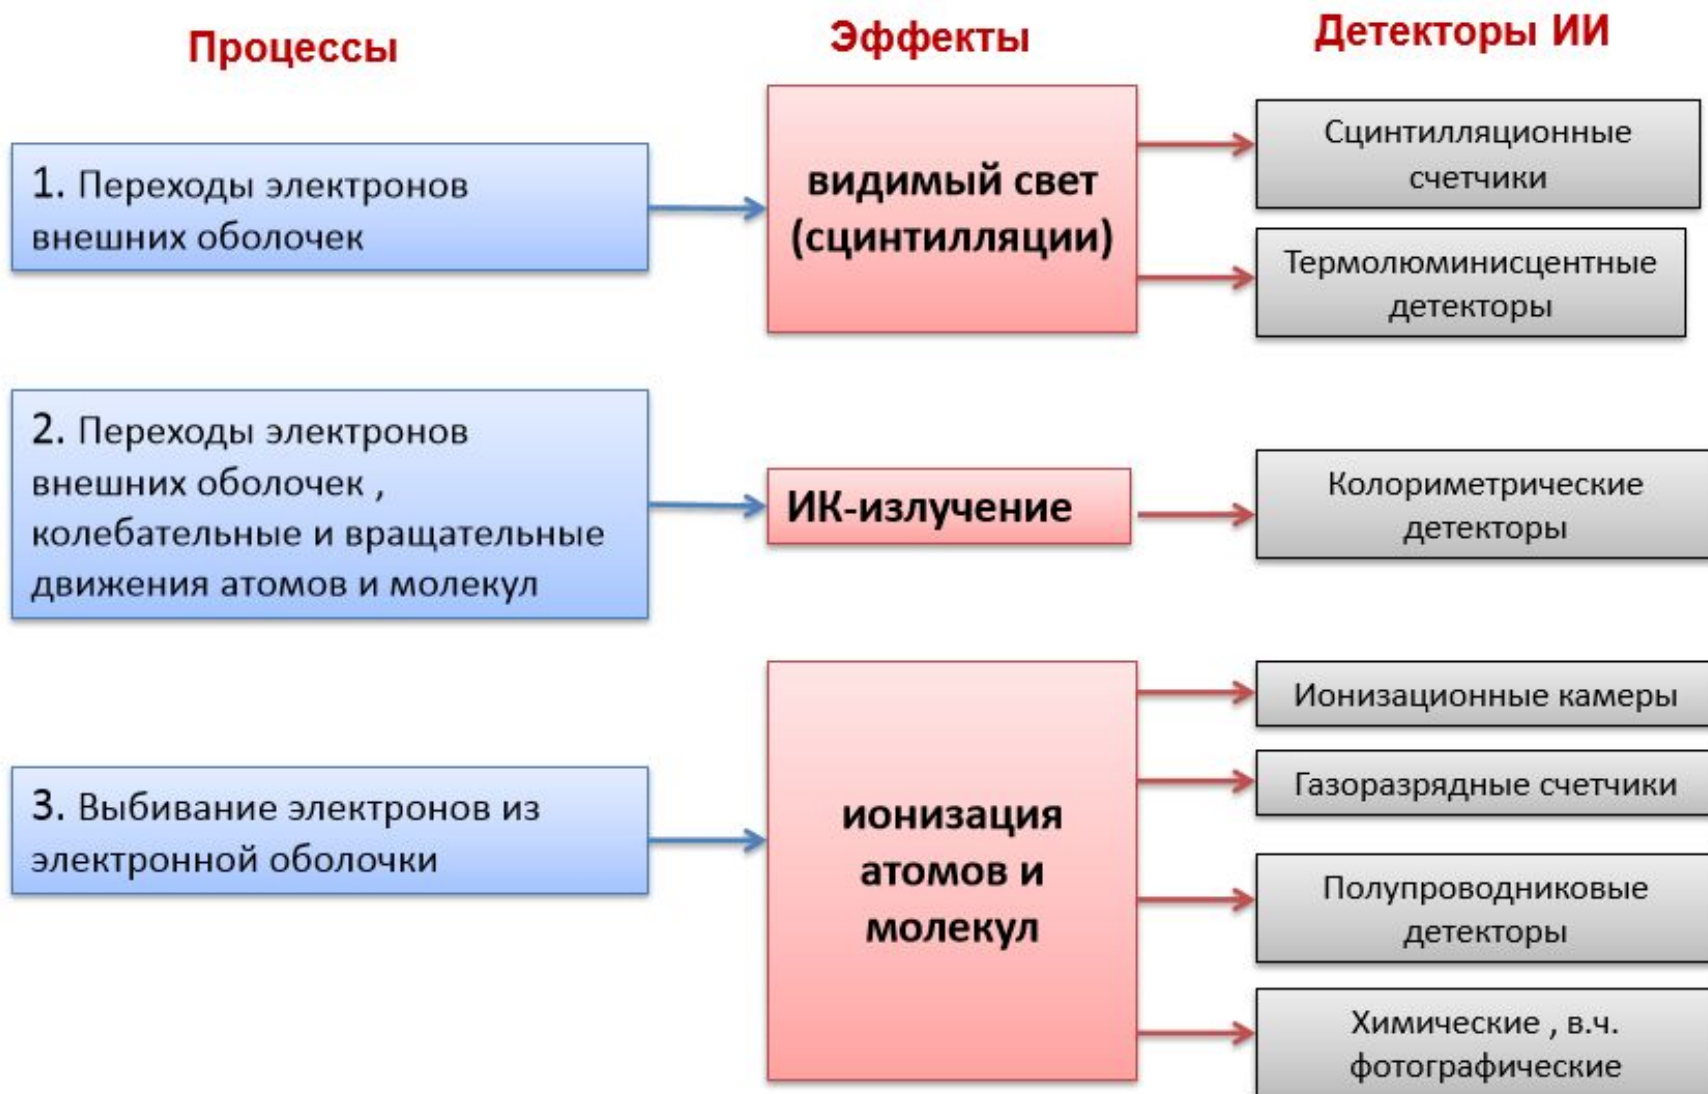 Процессы
Эффекты
Детекторы ИИ
1. Переходы электронов
внешних оболочек
видимый свет
(сцинтилляции)
Сцинтилляционные
счетчики
Термолюминисцентные
детекторы
2. Переходы электронов
внешних оболочек ,
колебательные и вращательные
движения атомов и молекул
ИК-излучение
Колориметрические
детекторы
3. Выбивание электронов из
электронной оболочки
ионизация
атомов и
молекул
Ионизационные камеры
Газоразрядные счетчики
Полупроводниковые
детекторы
Химические , в.ч.
фотографические